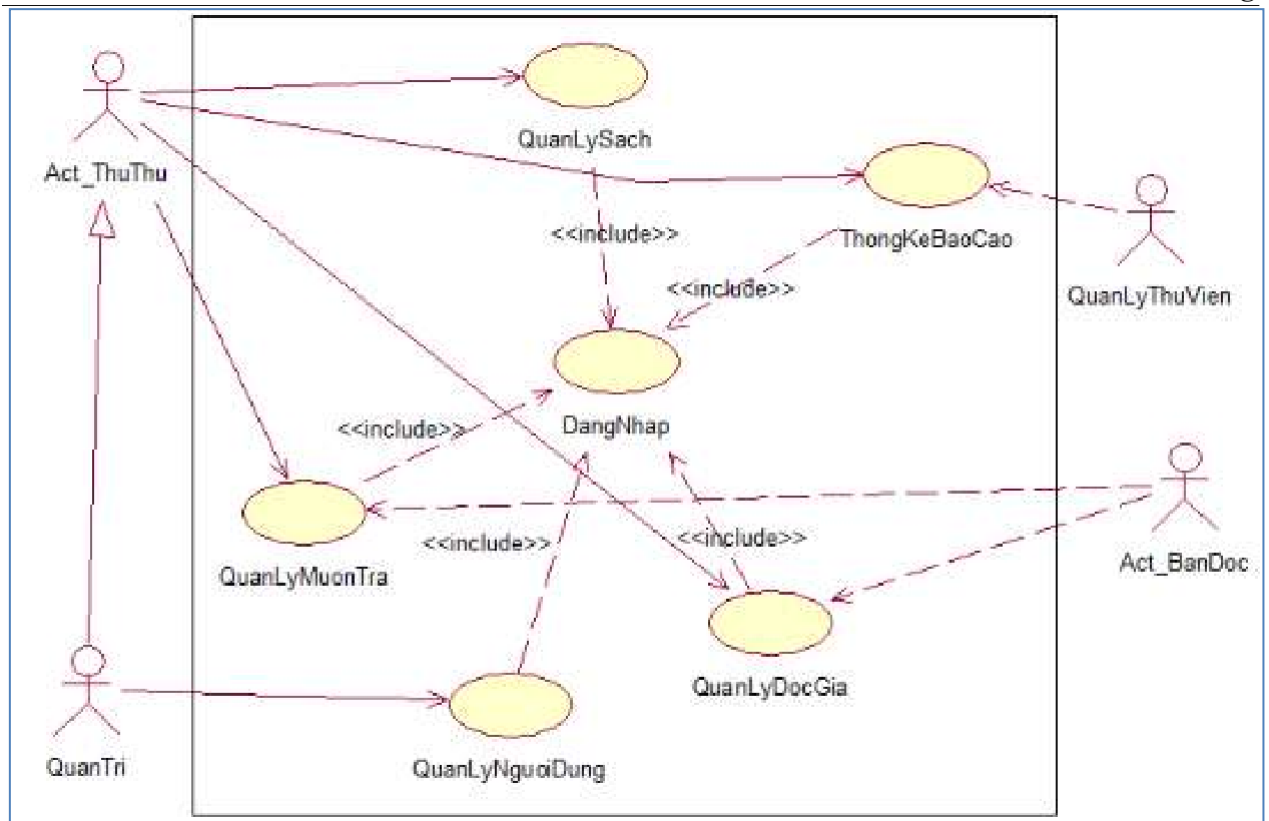 QuanLySach
Act_ThuThu
<<include>>
ThongKeBaoCao
<<include>>
QuanLyThuVien
<<include>>
DangNhap
<<include>>
<<include>>
QuanLyMuonTra
Act_BanDoc
QuanLyDocGia
QuanTri
QuanLyNguoiDung